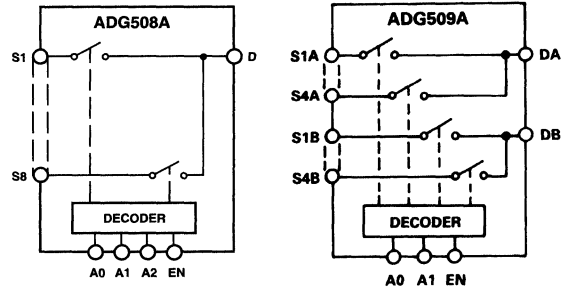 ADG508A
S1
D
S8
DECODER
A0 A1 A2 EN
ADG509A
S1A
DA
S4A
S1B
DB
S4B
DECODER
A0 A1 EN